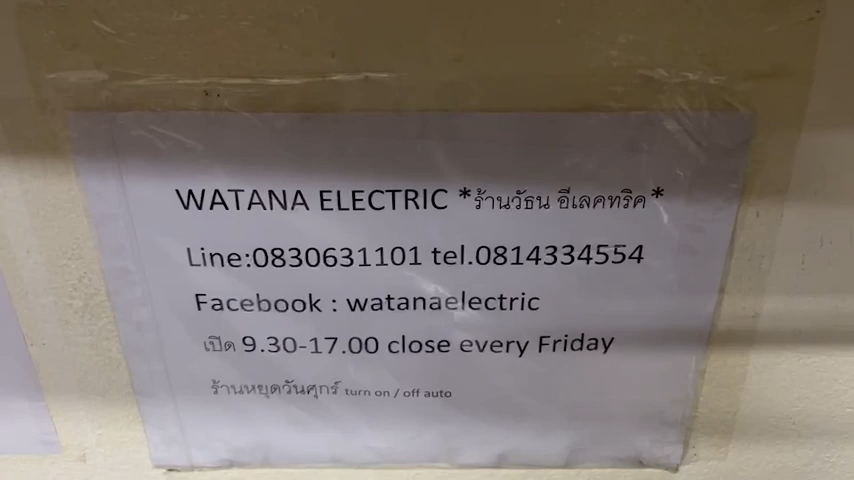 WATANA ELECTRIC *ร้านวัธน อีเลคทริค*
Line:0830631101 tel.0814334554
Facebook : watanaelectric
เปิด 9.30-17.00 close every Friday
ร้านหยุดวันศุกร์ turn on / off auto